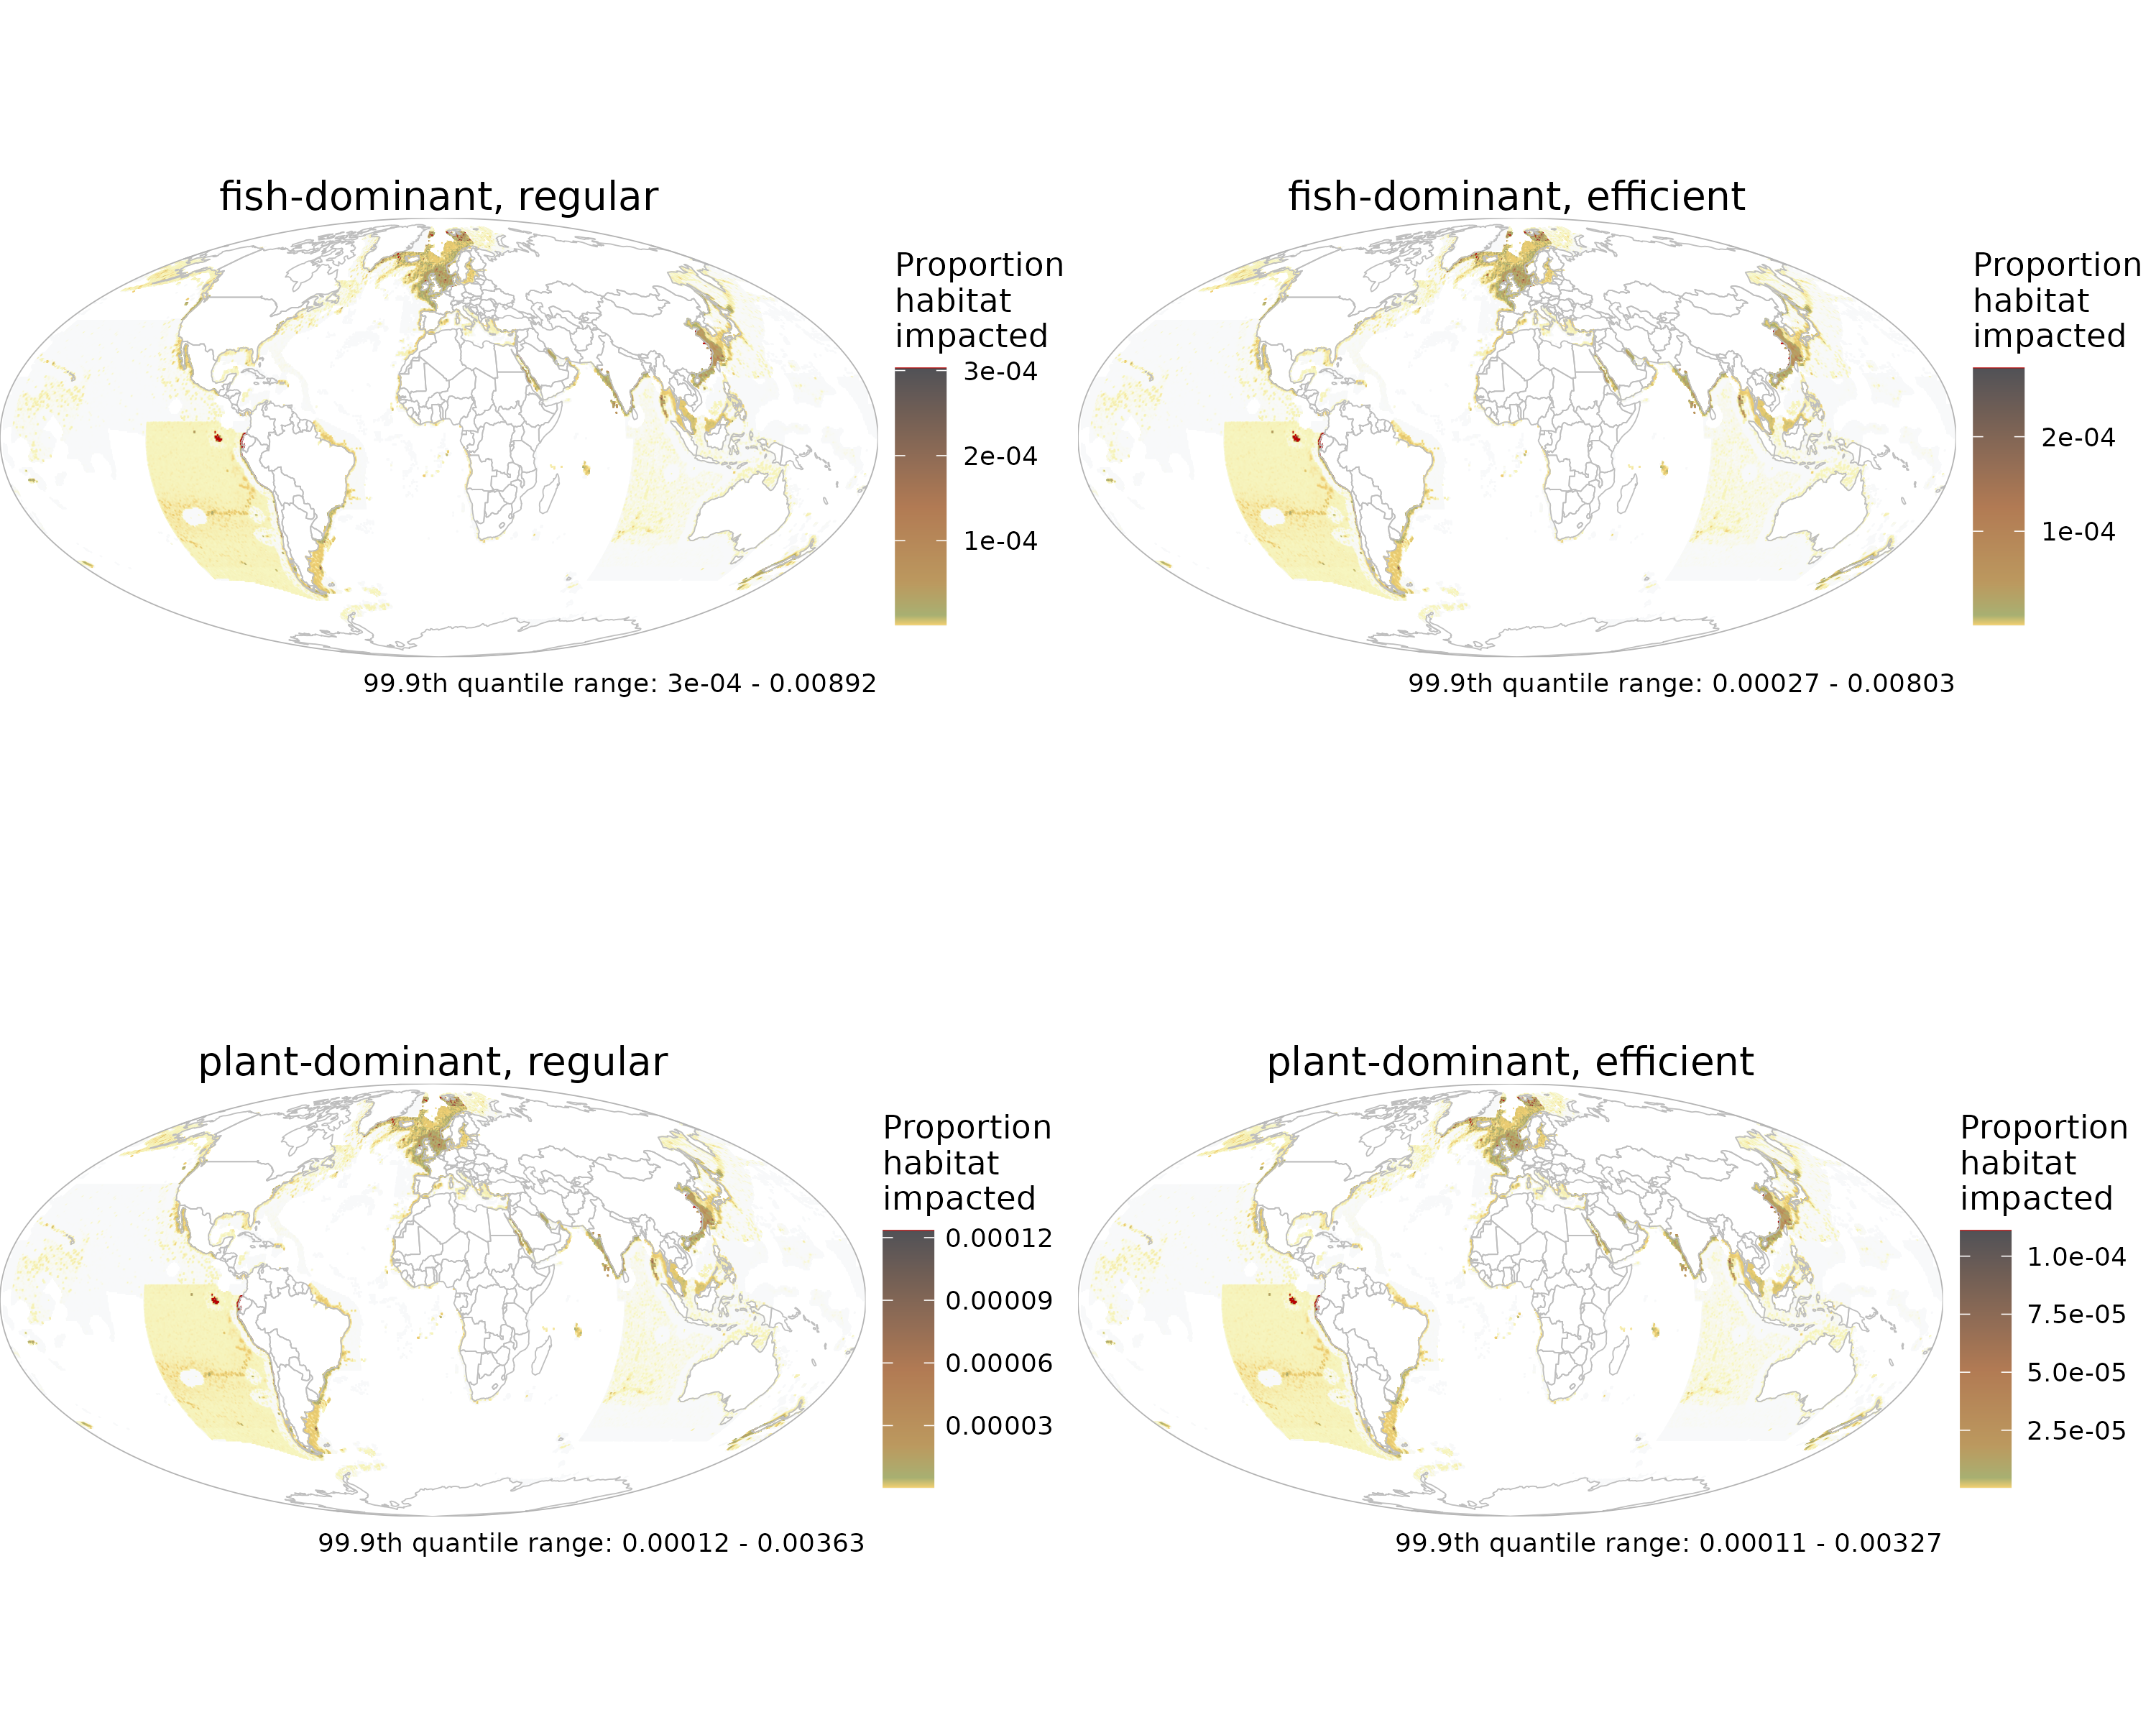 fish-dominant, regular
Proportion
habitat
impacted
3e-04
2e-04
1e-04
99.9th quantile range: 3e-04 - 0.00892
fish-dominant, efficient
Proportion
habitat
impacted
2e-04
1e-04
99.9th quantile range: 0.00027 - 0.00803
plant-dominant, regular
Proportion
habitat
impacted
0.00012
0.00009
0.00006
0.00003
99.9th quantile range: 0.00012 - 0.00363
plant-dominant, efficient
Proportion
habitat
impacted
1.0e-04
7.5e-05
5.0e-05
2.5e-05
99.9th quantile range: 0.00011 - 0.00327